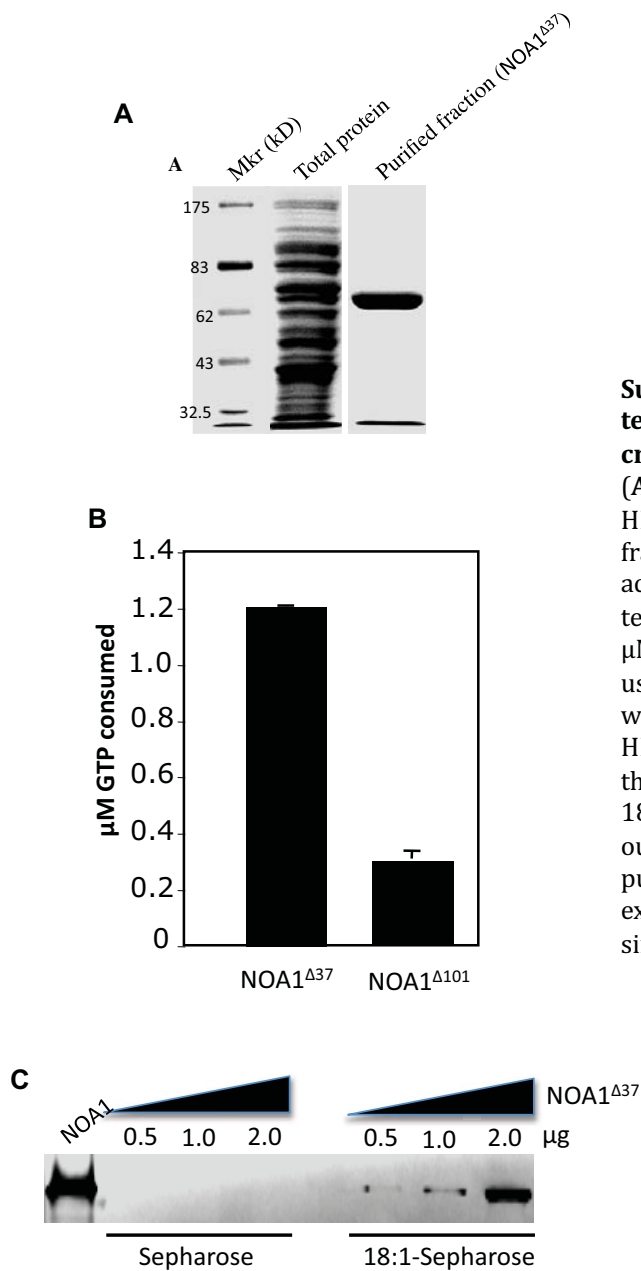 A
A
Mkr (kD)
Total protein
Purified fraction (NOA1Δ37)
175
83
62
43
32.5
Su
te
cr
(A
H
fra
ac
te
μM
us
w
H
th
18
ou
pu
ex
si
B
μM GTP consumed
1.4
1.2
1.0
0.8
0.6
0.4
0.2
0
NOA1Δ37
NOA1Δ101
C
NOA1
NOA1Δ37
0.5 1.0 2.0
0.5 1.0 2.0 μg
Sepharose
18:1-Sepharose